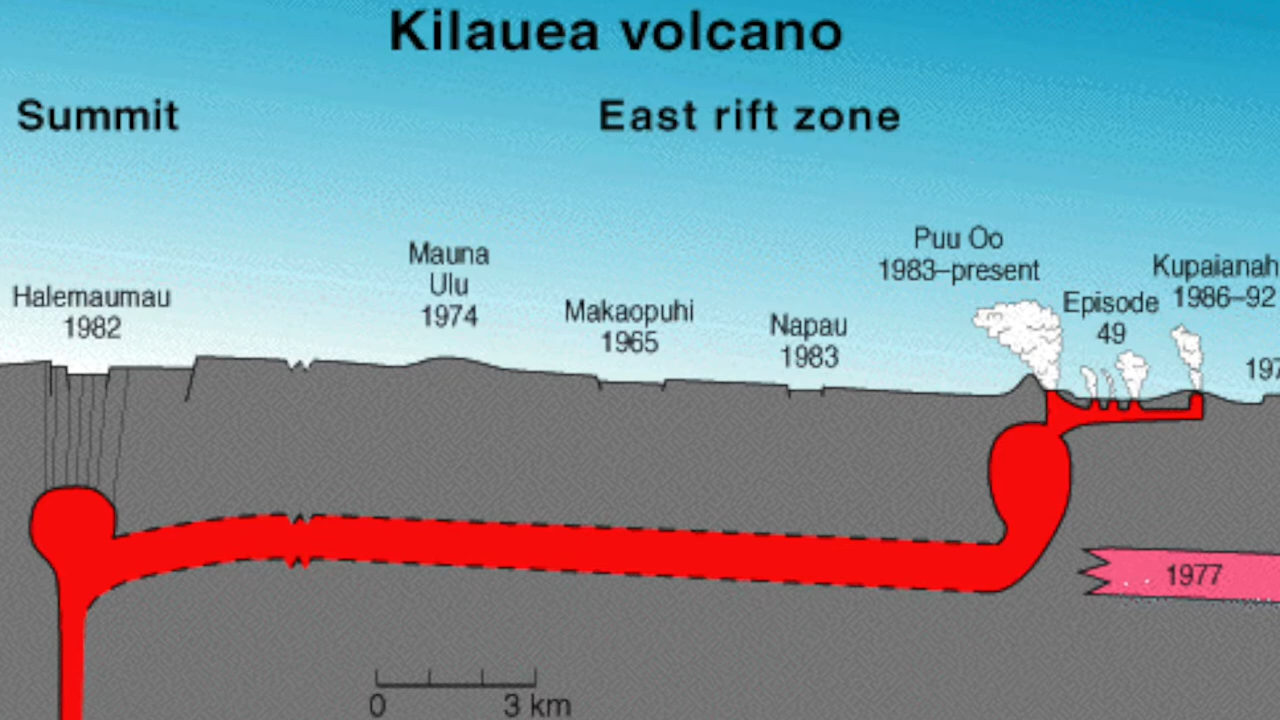 Kilauea volcano
Summit
East rift zone
Halemaumau
1982
Mauna
Ulu
1974
Makaopuhi
1965
Napau
1983
Puu Oo
1983–present
Episode
49
Kupaianah
1986–92
197
1977
0
3 km